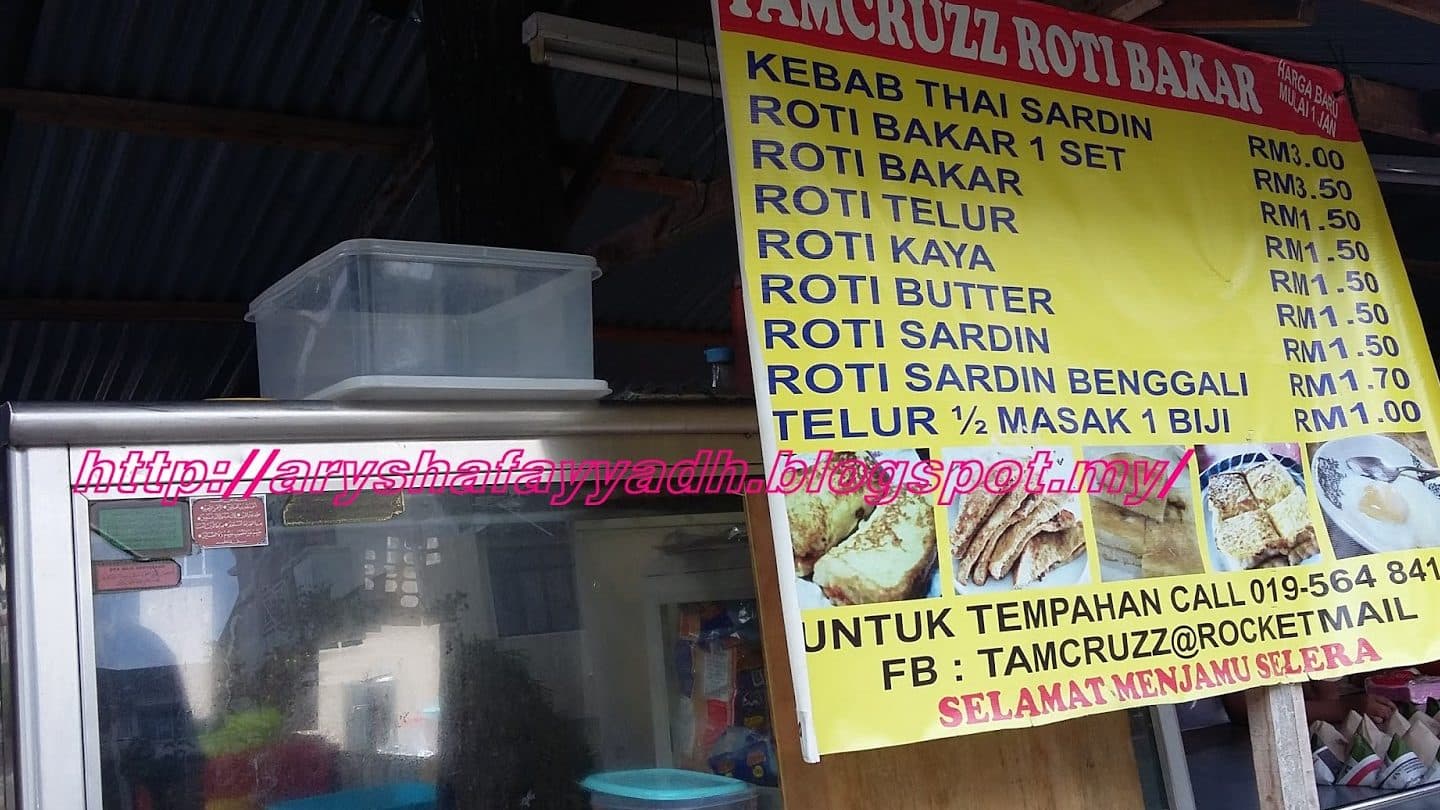 TAMCRUZZ ROTI BAKAR
HARGA BARU
MULAI 1 JAN
KEBAB THAI SARDIN RM3.00
ROTI BAKAR 1 SET RM3.50
ROTI BAKAR RM1.50
ROTI TELUR RM1.50
ROTI KAYA RM1.50
ROTI BUTTER RM1.50
ROTI SARDIN RM1.50
ROTI SARDIN BENGGALI RM1.70
TELUR ½ MASAK 1 BIJI RM1.00
http://aryshafayyadh.blogspot.my/
UNTUK TEMPAHAN CALL 019-564 841
FB : TAMCRUZZ@ROCKETMAIL
SELAMAT MENJAMU SELERA